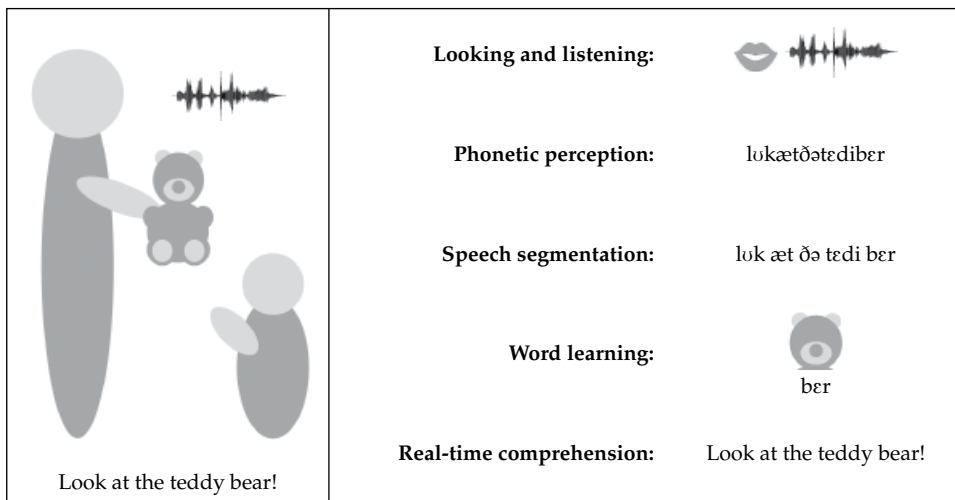 Look at the teddy bear!
Looking and listening:
Phonetic perception: lʊkætðətɛdibɛr
Speech segmentation: lʊk æt ðə tɛdi bɛr
Word learning:
bɛr
Real-time comprehension: Look at the teddy bear!